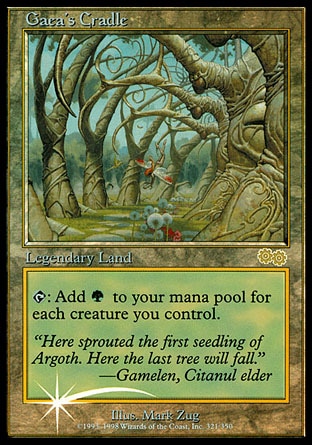 Gaea's Cradle
Legendary Land
: Add to your mana pool for
each creature you control.
"Here sprouted the first seedling of
Argoth. Here the last tree will fall."
—Gamelen, Citanul elder
Illus. Mark Zug
©1993-1998 Wizards of the Coast, Inc. 321/350